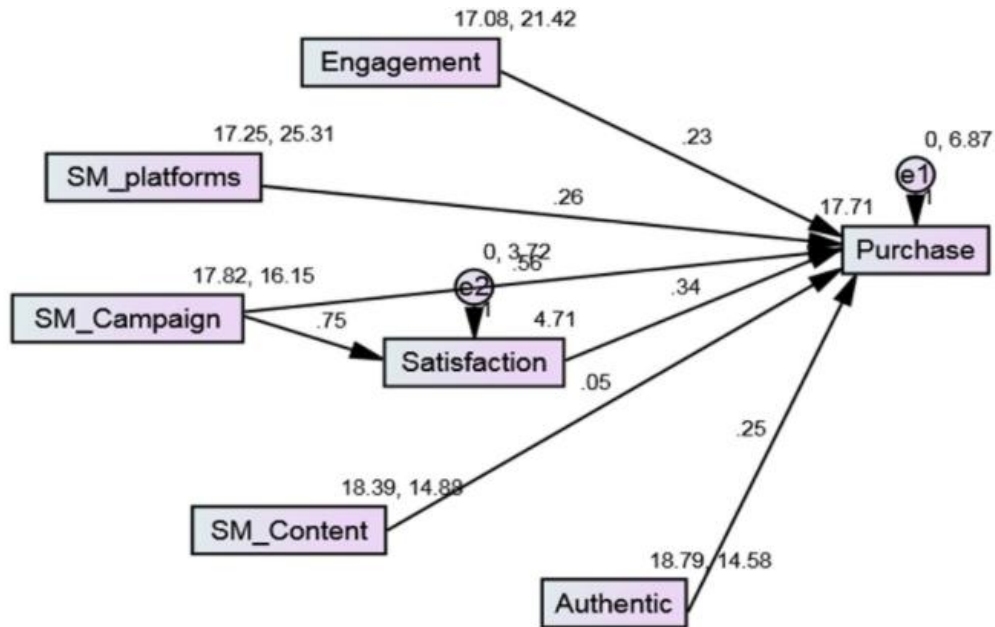 17.08, 21.42
Engagement
.23
0, 6.87
17.25, 25.31
e1
1
SM_platforms
.26
17.71
Purchase
0, 3.72
.56
17.82, 16.15
e2
1
.34
SM_Campaign
.75
4.71
Satisfaction
.05
.25
18.39, 14.88
SM_Content
18.79, 14.58
Authentic